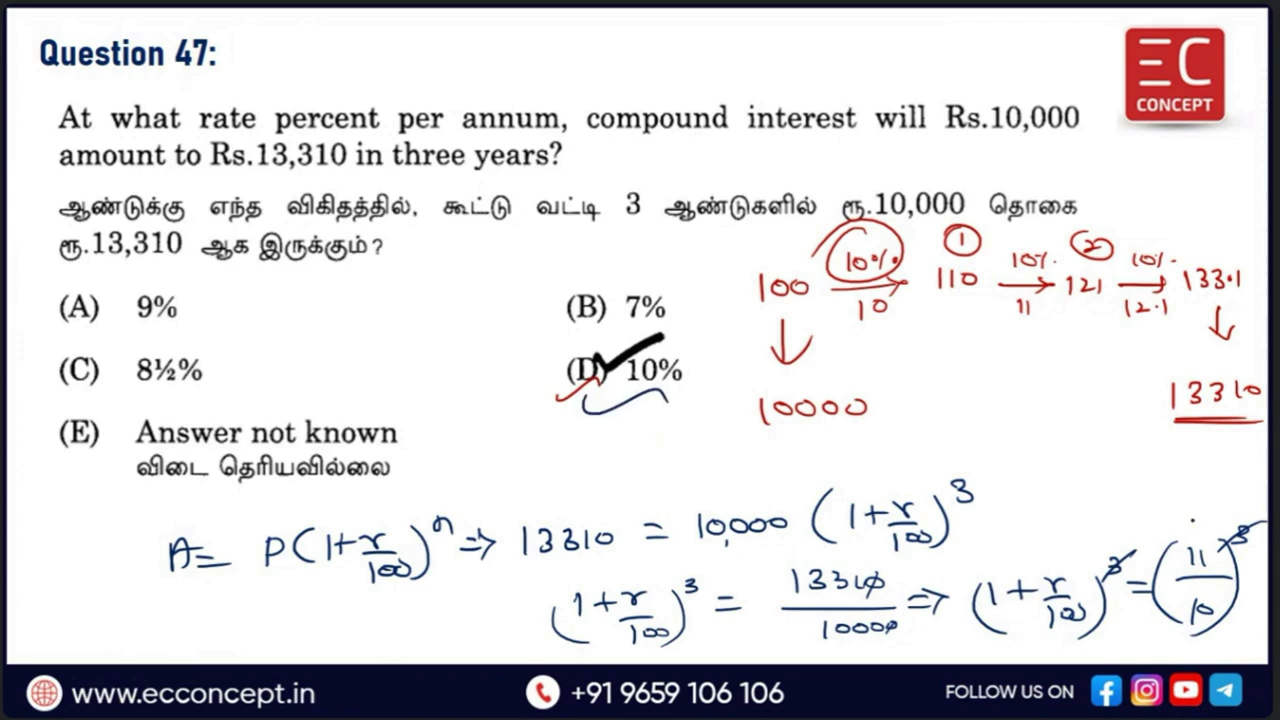 Question 47:
EC
CONCEPT
At what rate percent per annum, compound interest will Rs.10,000
amount to Rs.13,310 in three years?
ஆண்டுக்கு எந்த விகிதத்தில், கூட்டு வட்டி 3 ஆண்டுகளில் ரூ.10,000 தொகை
ரூ.13,310 ஆக இருக்கும்?
(A) 9% (B) 7%
(C) 8½% (D) 10%
(E) Answer not known
விடை தெரியவில்லை
10% 1 10% 2 10%
100 → 110 → 121 → 133.1
10 11 12.1
↓ ↓
10000 13310
A = P(1+r/100)^n ⇒ 13310 = 10,000 (1+r/100)^3
(1+r/100)^3 = 13310/10000 ⇒ (1+r/100)^3 = (11/10)^3
www.ecconcept.in +91 9659 106 106 FOLLOW US ON